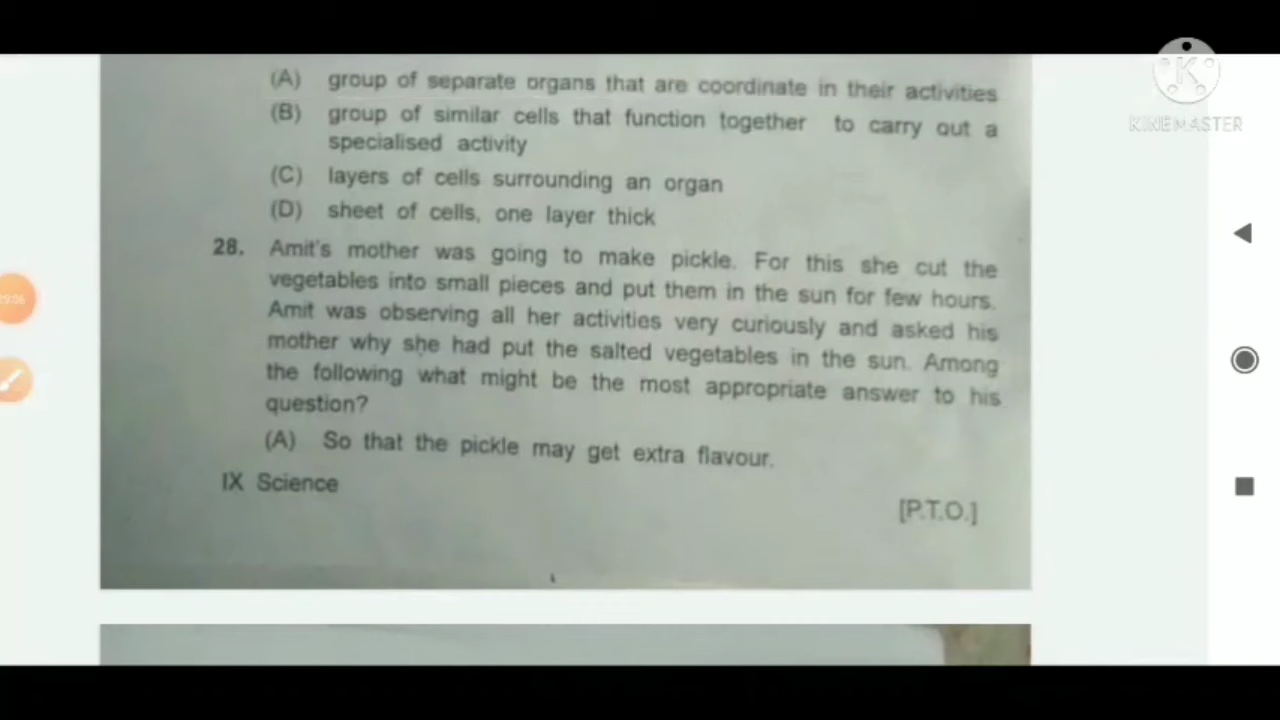 (A) group of separate organs that are coordinate in their activities
(B) group of similar cells that function together to carry out a
specialised activity
(C) layers of cells surrounding an organ
(D) sheet of cells, one layer thick
28. Amit's mother was going to make pickle. For this she cut the
vegetables into small pieces and put them in the sun for few hours.
Amit was observing all her activities very curiously and asked his
mother why she had put the salted vegetables in the sun. Among
the following what might be the most appropriate answer to his
question?
(A) So that the pickle may get extra flavour.
IX Science
[P.T.O.]
KINEMASTER